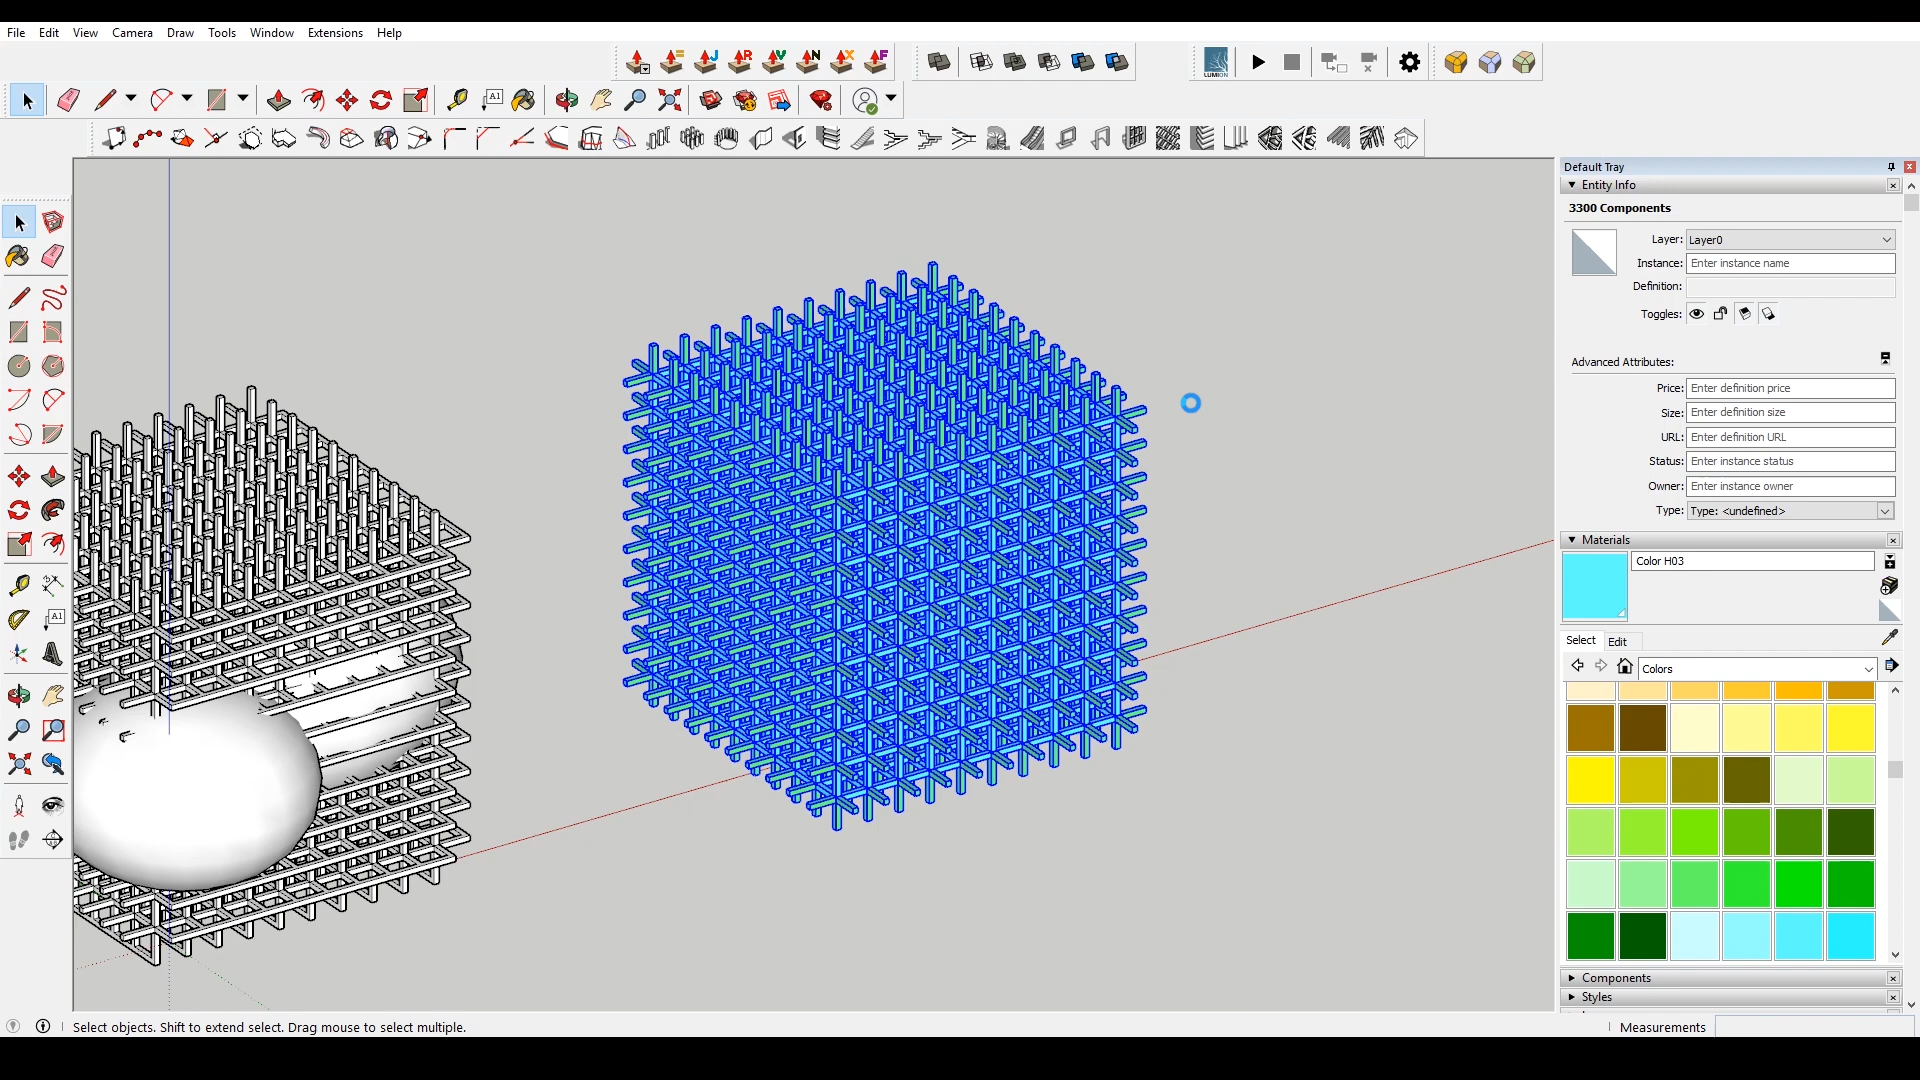 File Edit View Camera Draw Tools Window Extensions Help
J R V N X F
LUMION
A1
Default Tray
Entity Info
3300 Components
Layer: Layer0
Instance: Enter instance name
Definition:
Toggles:
Advanced Attributes:
Price: Enter definition price
Size: Enter definition size
URL: Enter definition URL
Status: Enter instance status
Owner: Enter instance owner
Type: Type: <undefined>
Materials
Color H03
Select Edit
Colors
A1
Components
Styles
Select objects. Shift to extend select. Drag mouse to select multiple.
Measurements